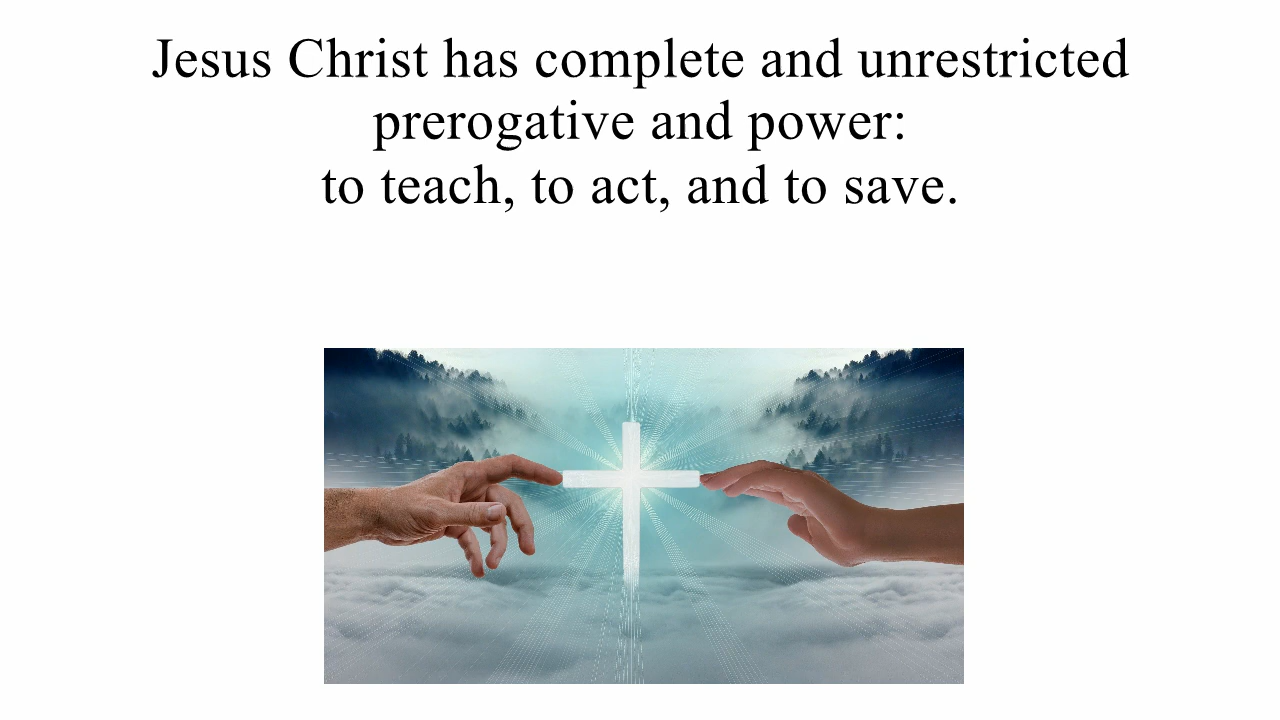 Jesus Christ has complete and unrestricted
prerogative and power:
to teach, to act, and to save.